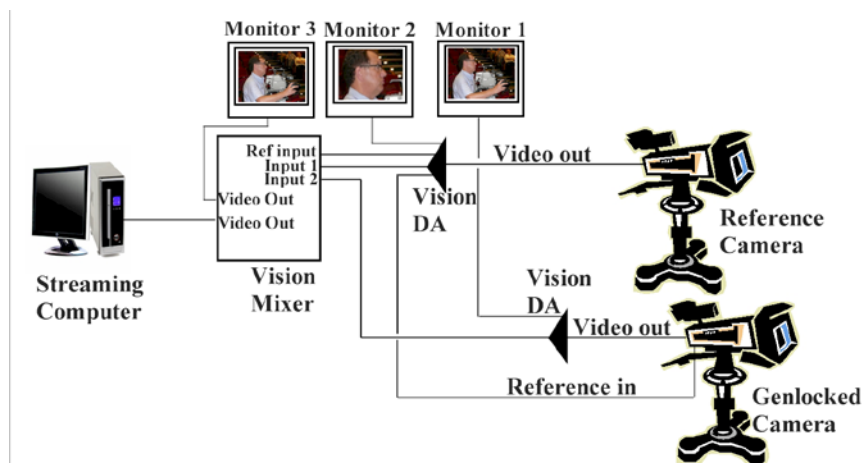 Monitor 3
Monitor 2
Monitor 1
Ref input
Input 1
Input 2
Video Out
Video Out
Vision
Mixer
Streaming
Computer
Vision
DA
Video out
Reference
Camera
Vision
DA
Video out
Reference in
Genlocked
Camera